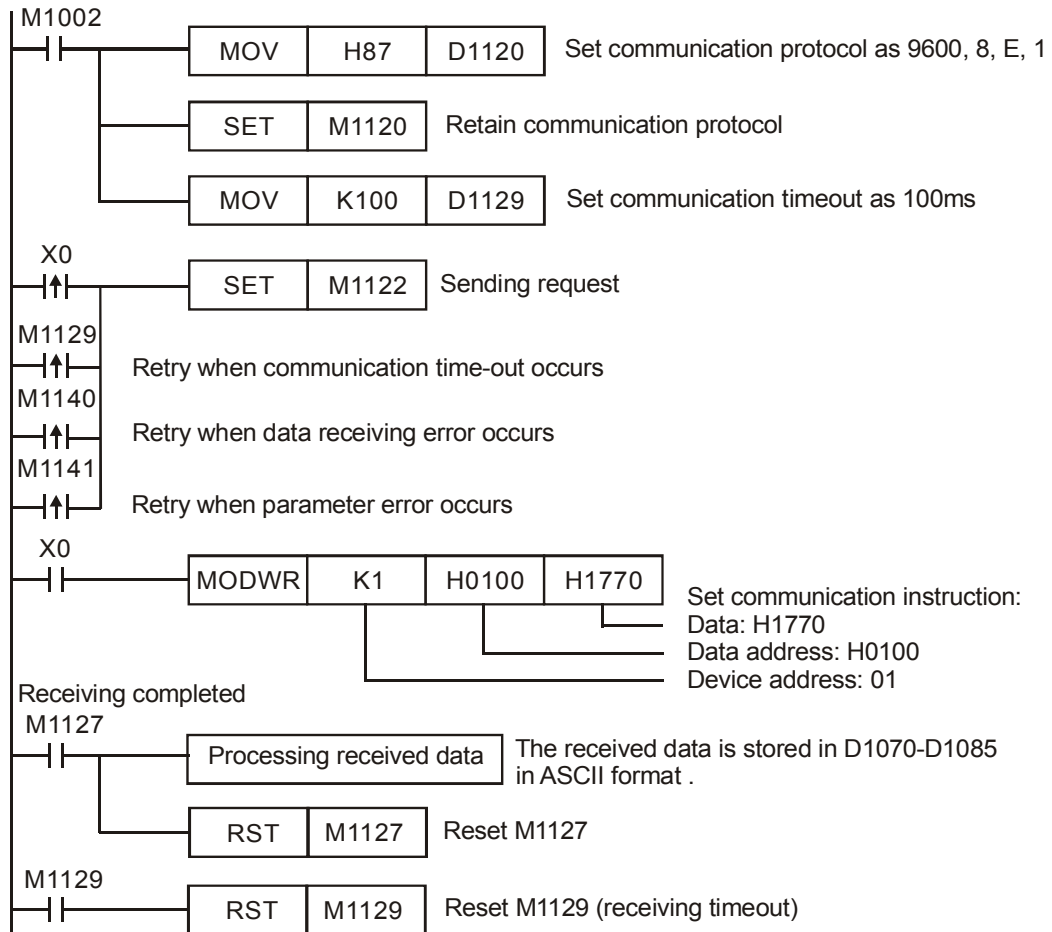 M1002
MOV H87 D1120 Set communication protocol as 9600, 8, E, 1
SET M1120 Retain communication protocol
MOV K100 D1129 Set communication timeout as 100ms
X0
SET M1122 Sending request
M1129
Retry when communication time-out occurs
M1140
Retry when data receiving error occurs
M1141
Retry when parameter error occurs
X0
MODWR K1 H0100 H1770
Set communication instruction:
Data: H1770
Data address: H0100
Device address: 01
Receiving completed
M1127
Processing received data
The received data is stored in D1070-D1085
in ASCII format .
RST M1127 Reset M1127
M1129
RST M1129 Reset M1129 (receiving timeout)